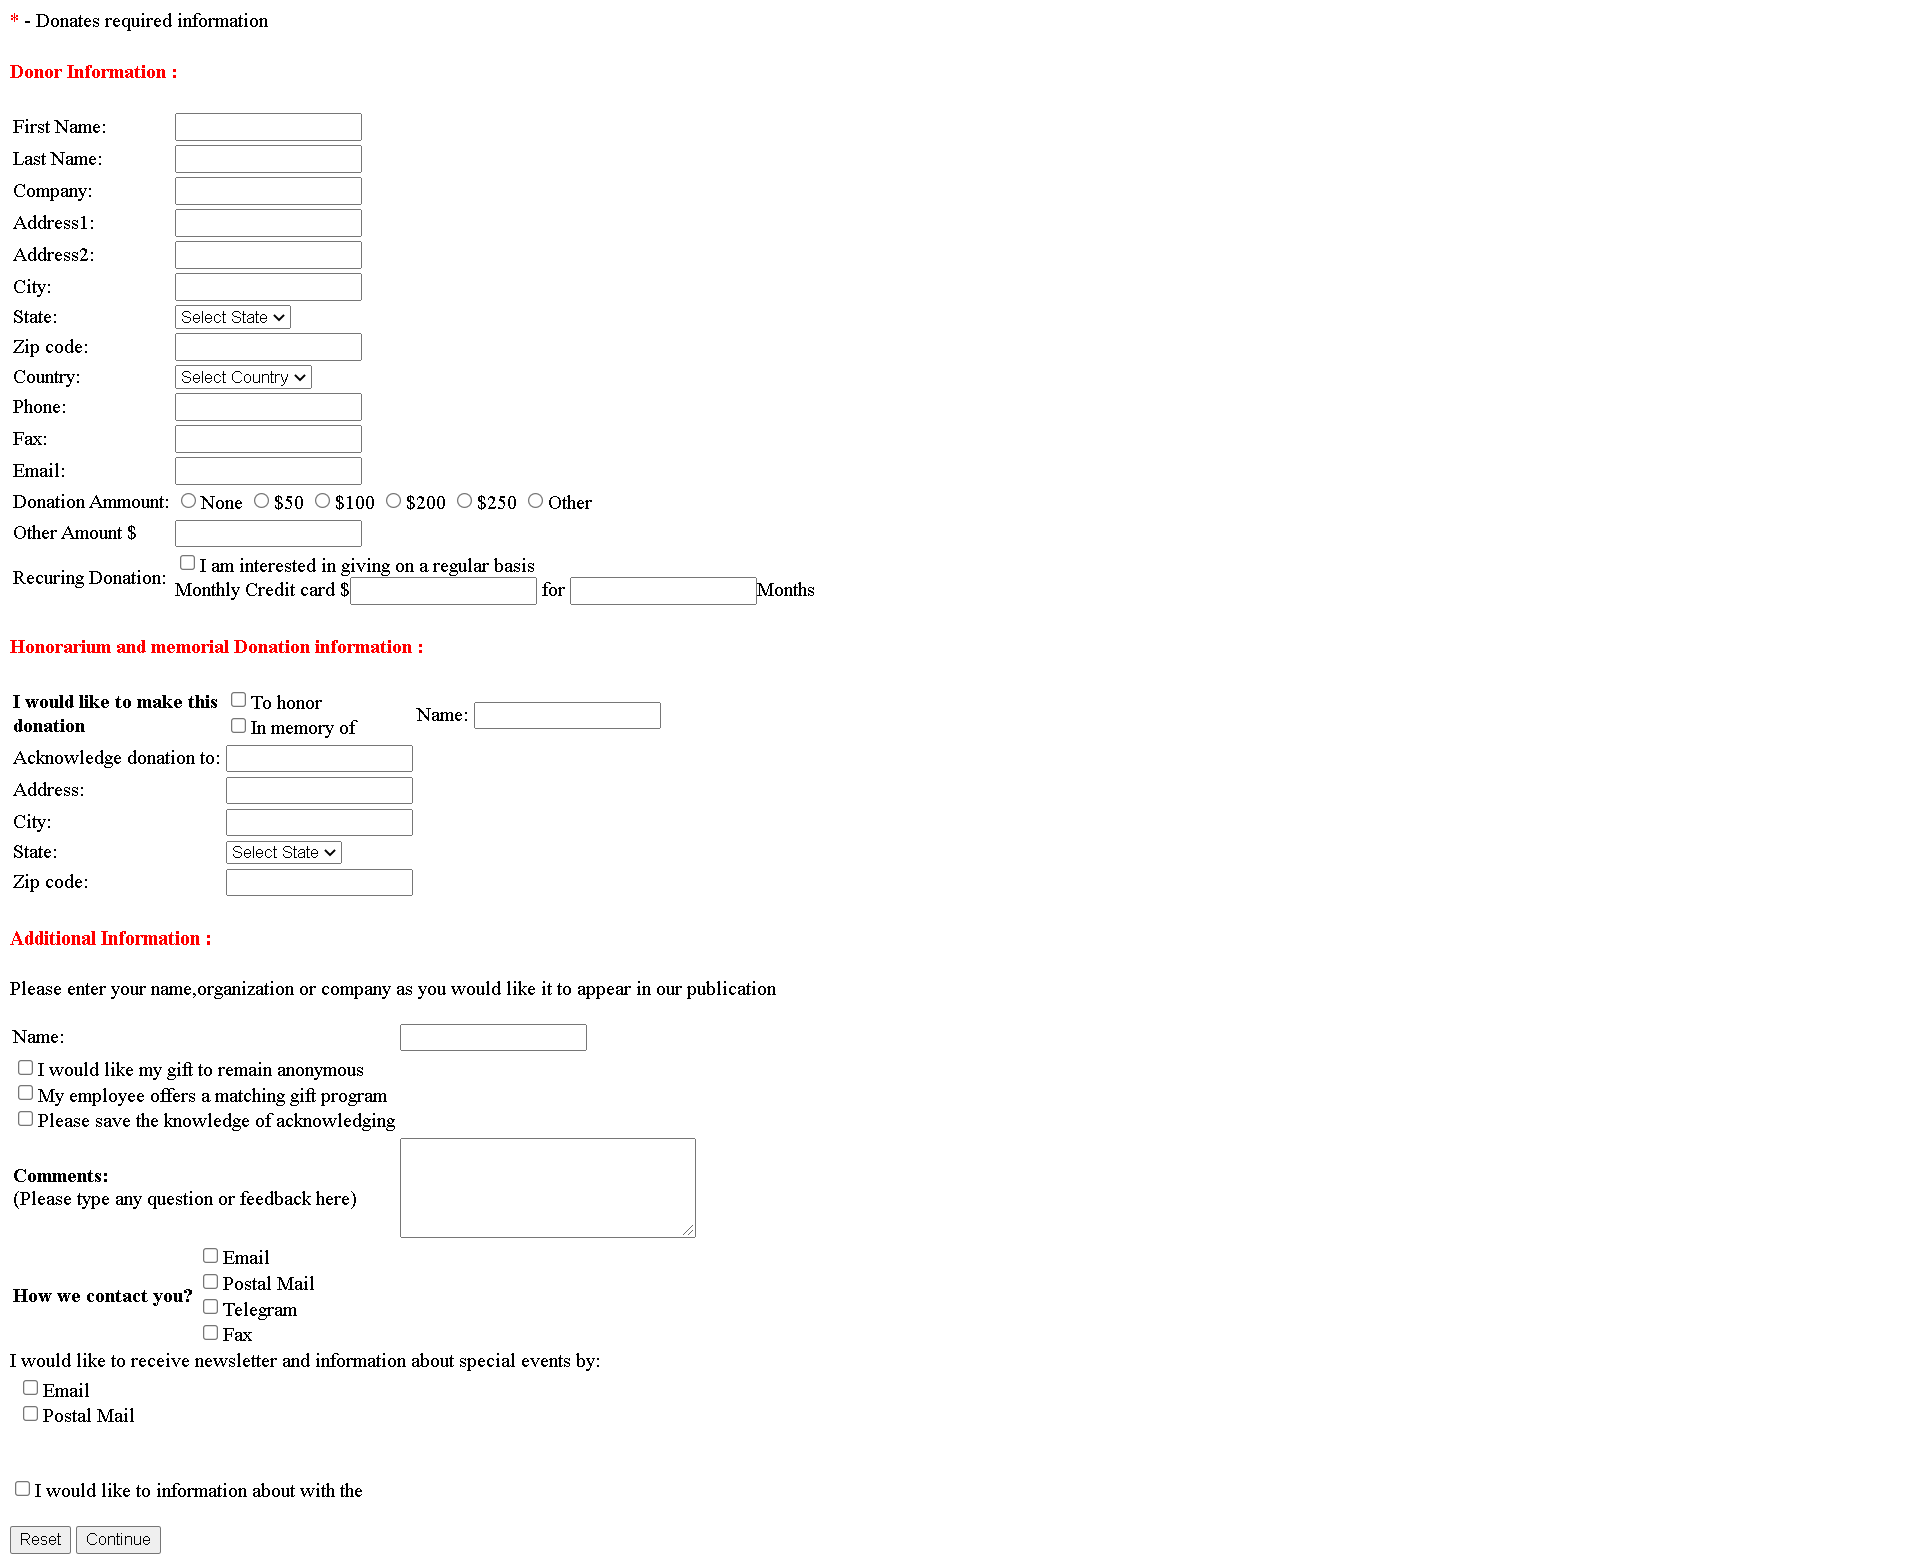 * - Donates required information
Donor Information :
First Name:
Last Name:
Company:
Address1:
Address2:
City:
State: Select State
Zip code:
Country: Select Country
Phone:
Fax:
Email:
Donation Ammount: None $50 $100 $200 $250 Other
Other Amount $
Recuring Donation: I am interested in giving on a regular basis
Monthly Credit card $ for Months
Honorarium and memorial Donation information :
I would like to make this donation To honor
In memory of
Name:
Acknowledge donation to:
Address:
City:
State: Select State
Zip code:
Additional Information :
Please enter your name,organization or company as you would like it to appear in our publication
Name:
I would like my gift to remain anonymous
My employee offers a matching gift program
Please save the knowledge of acknowledging
Comments:
(Please type any question or feedback here)
How we contact you?
Email
Postal Mail
Telegram
Fax
I would like to receive newsletter and information about special events by:
Email
Postal Mail
I would like to information about with the
Reset Continue